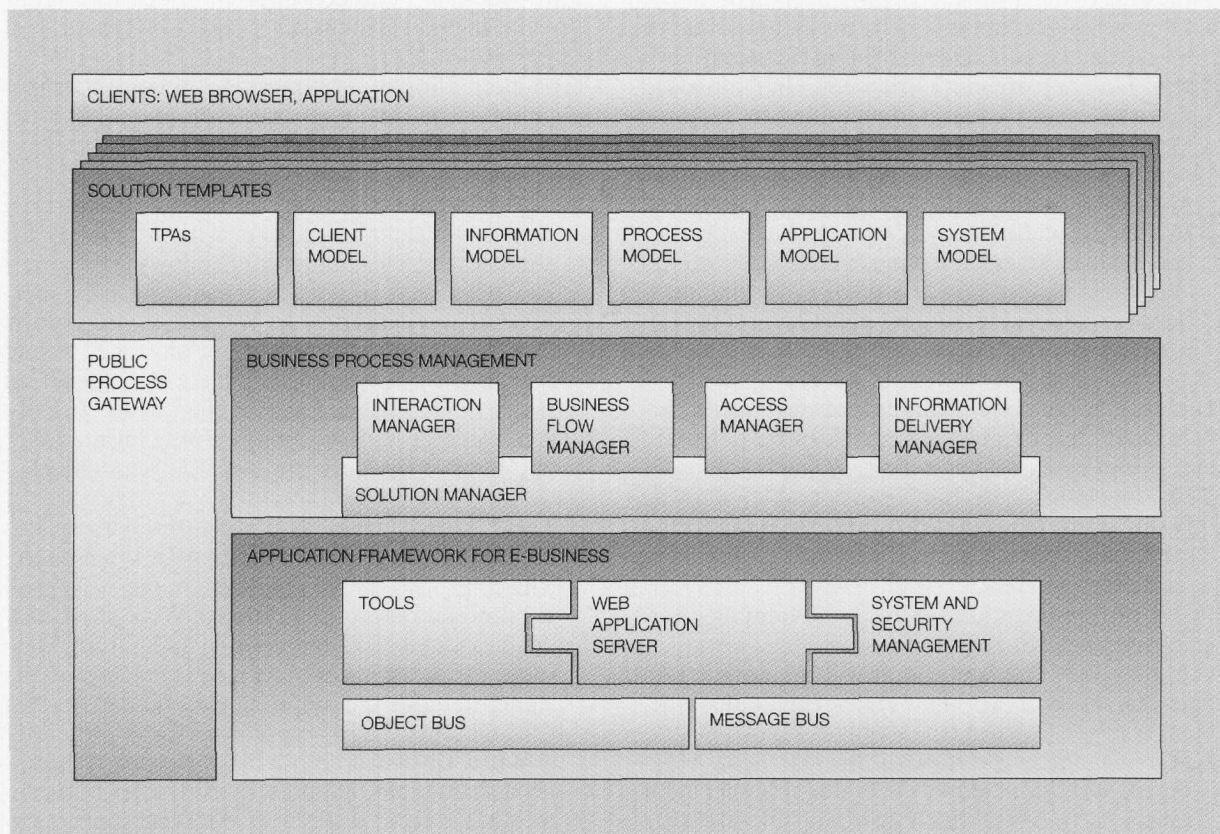 CLIENTS: WEB BROWSER, APPLICATION
SOLUTION TEMPLATES
TPAs
CLIENT
MODEL
INFORMATION
MODEL
PROCESS
MODEL
APPLICATION
MODEL
SYSTEM
MODEL
PUBLIC
PROCESS
GATEWAY
BUSINESS PROCESS MANAGEMENT
INTERACTION
MANAGER
BUSINESS
FLOW
MANAGER
ACCESS
MANAGER
INFORMATION
DELIVERY
MANAGER
SOLUTION MANAGER
APPLICATION FRAMEWORK FOR E-BUSINESS
TOOLS
WEB
APPLICATION
SERVER
SYSTEM AND
SECURITY
MANAGEMENT
OBJECT BUS
MESSAGE BUS